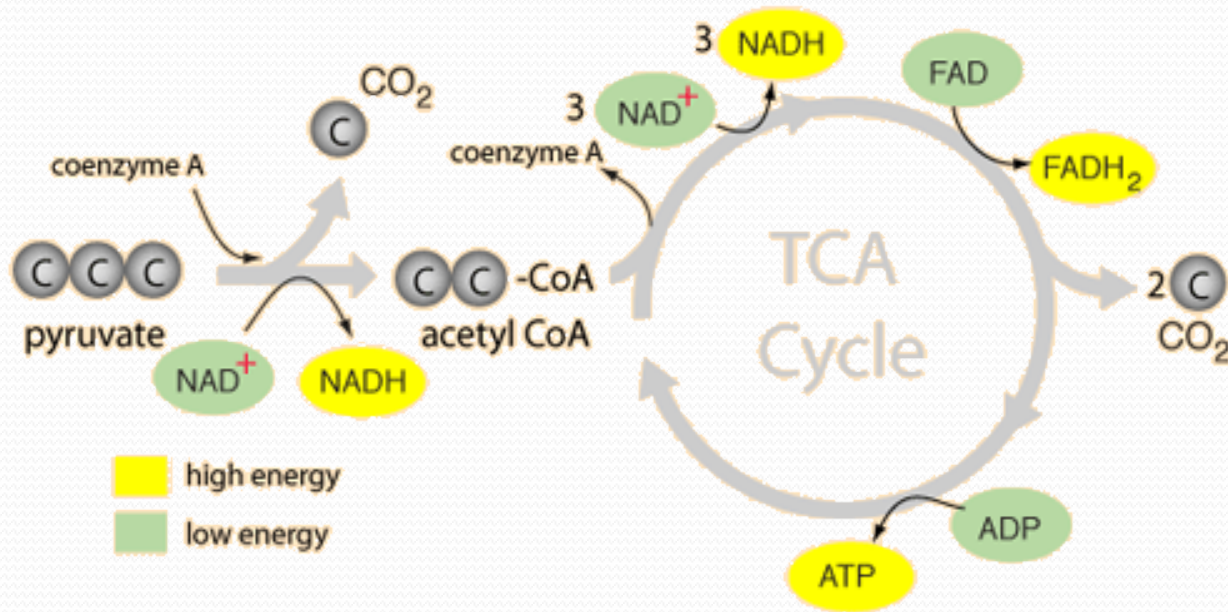 CO₂
C
coenzyme A
C C C
pyruvate
NAD+
NADH
C C -CoA
acetyl CoA
coenzyme A
3 NAD+
3 NADH
FAD
FADH₂
TCA
Cycle
2 C
CO₂
ADP
ATP
high energy
low energy